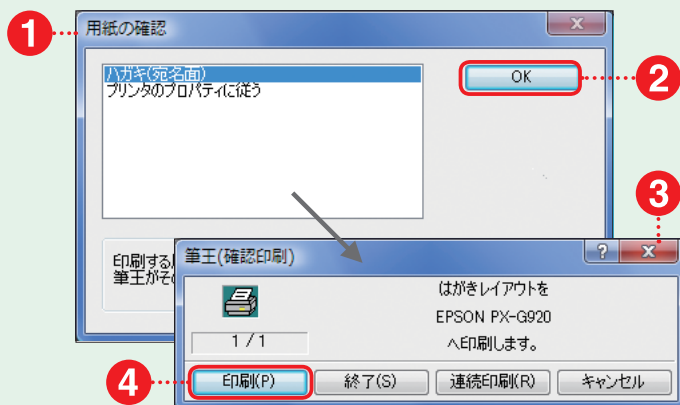 1
用紙の確認
x
ハガキ(宛名面)
プリンタのプロパティに従う
OK
2
3
印刷する
筆王がその
筆王(確認印刷)
?
x
はがきレイアウトを
EPSON PX-G920
へ印刷します。
1 / 1
4
印刷(P)
終了(S)
連続印刷(R)
キャンセル